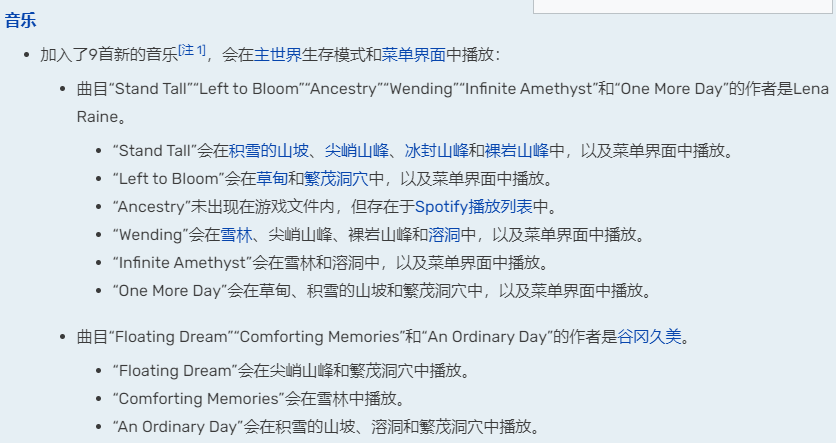 音乐
加入了9首新的音乐[注 1]，会在主世界生存模式和菜单界面中播放：
曲目“Stand Tall”“Left to Bloom”“Ancestry”“Wending”“Infinite Amethyst”和“One More Day”的作者是Lena
Raine。
“Stand Tall”会在积雪的山坡、尖峭山峰、冰封山峰和裸岩山峰中，以及菜单界面中播放。
“Left to Bloom”会在草甸和繁茂洞穴中，以及菜单界面中播放。
“Ancestry”未出现在游戏文件内，但存在于Spotify播放列表中。
“Wending”会在雪林、尖峭山峰、裸岩山峰和溶洞中，以及菜单界面中播放。
“Infinite Amethyst”会在雪林和溶洞中，以及菜单界面中播放。
“One More Day”会在草甸、积雪的山坡和繁茂洞穴中，以及菜单界面中播放。
曲目“Floating Dream”“Comforting Memories”和“An Ordinary Day”的作者是谷冈久美。
“Floating Dream”会在尖峭山峰和繁茂洞穴中播放。
“Comforting Memories”会在雪林中播放。
“An Ordinary Day”会在积雪的山坡、溶洞和繁茂洞穴中播放。